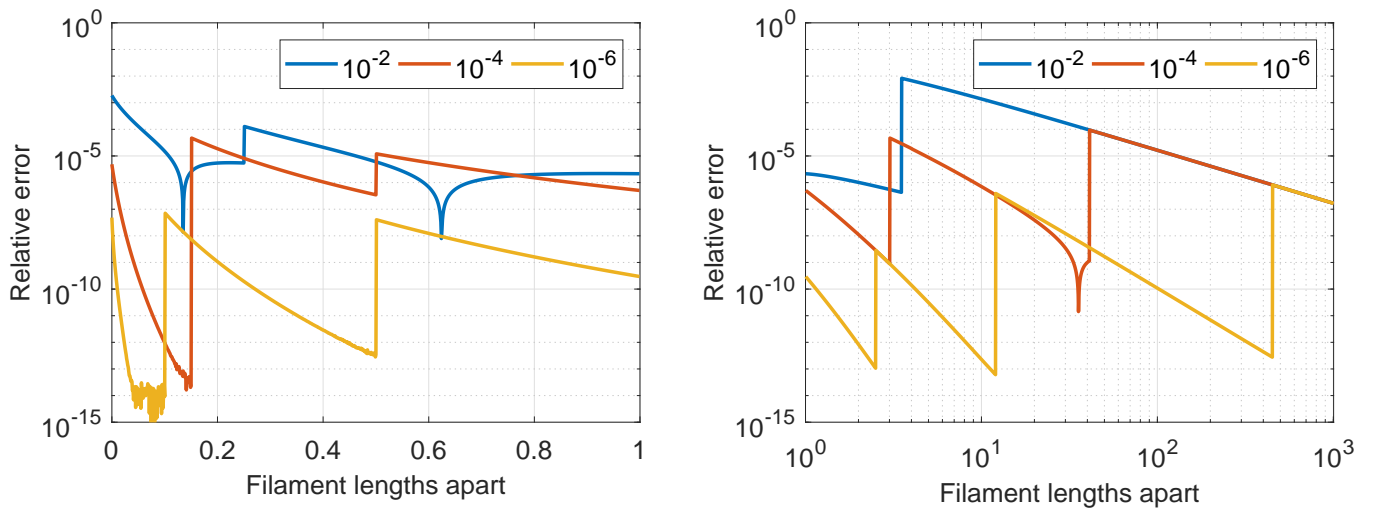 10^0
10^-5
10^-10
10^-15
Relative error
10^-2 10^-4 10^-6
0 0.2 0.4 0.6 0.8 1
Filament lengths apart
10^0
10^-5
10^-10
10^-15
Relative error
10^-2 10^-4 10^-6
10^0 10^1 10^2 10^3
Filament lengths apart